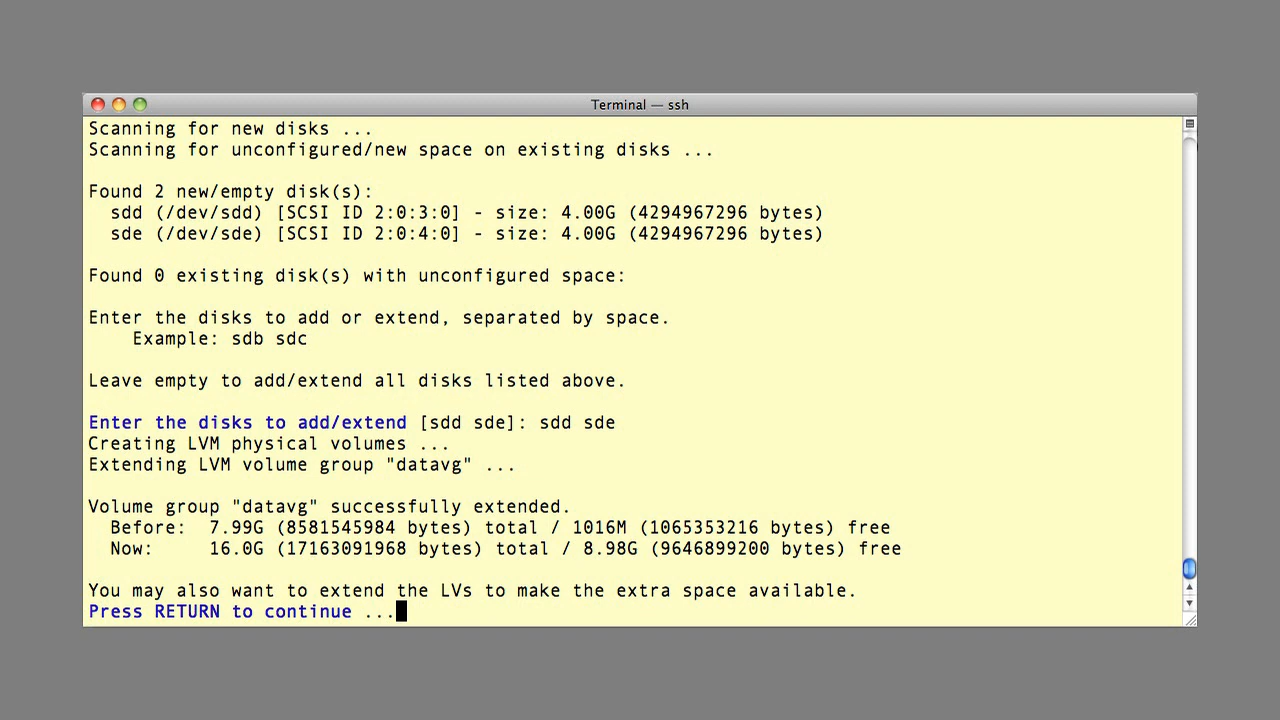 Terminal — ssh
Scanning for new disks ...
Scanning for unconfigured/new space on existing disks ...
Found 2 new/empty disk(s):
  sdd (/dev/sdd) [SCSI ID 2:0:3:0] - size: 4.00G (4294967296 bytes)
  sde (/dev/sde) [SCSI ID 2:0:4:0] - size: 4.00G (4294967296 bytes)
Found 0 existing disk(s) with unconfigured space:
Enter the disks to add or extend, separated by space.
    Example: sdb sdc
Leave empty to add/extend all disks listed above.
Enter the disks to add/extend [sdd sde]: sdd sde
Creating LVM physical volumes ...
Extending LVM volume group "datavg" ...
Volume group "datavg" successfully extended.
  Before:  7.99G (8581545984 bytes) total / 1016M (1065353216 bytes) free
  Now:     16.0G (17163091968 bytes) total / 8.98G (9646899200 bytes) free
You may also want to extend the LVs to make the extra space available.
Press RETURN to continue ...